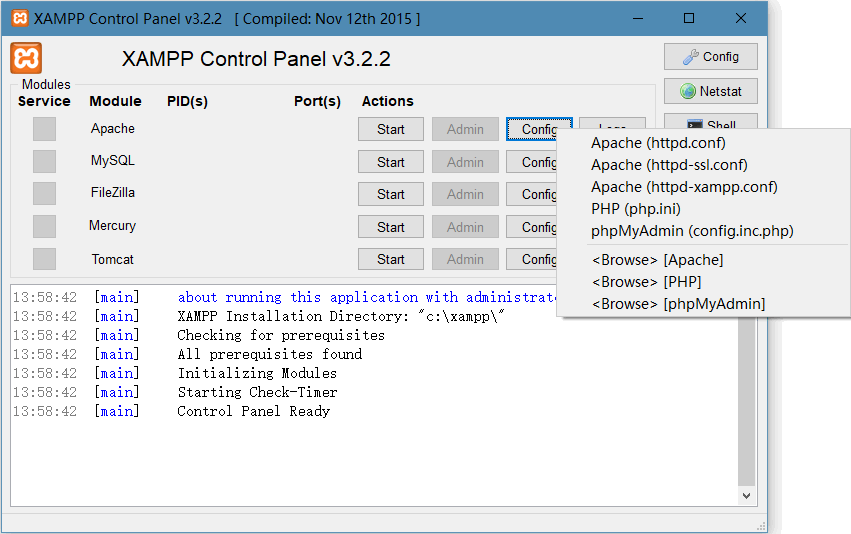 XAMPP Control Panel v3.2.2 [ Compiled: Nov 12th 2015 ]
XAMPP Control Panel v3.2.2
Config
Netstat
Shell
Modules
Service Module PID(s) Port(s) Actions
Apache Start Admin Config Logs
MySQL Start Admin Config
FileZilla Start Admin Config
Mercury Start Admin Config
Tomcat Start Admin Config
Apache (httpd.conf)
Apache (httpd-ssl.conf)
Apache (httpd-xampp.conf)
PHP (php.ini)
phpMyAdmin (config.inc.php)
<Browse> [Apache]
<Browse> [PHP]
<Browse> [phpMyAdmin]
13:58:42 [main] about running this application with administrat
13:58:42 [main] XAMPP Installation Directory: "c:\xampp\"
13:58:42 [main] Checking for prerequisites
13:58:42 [main] All prerequisites found
13:58:42 [main] Initializing Modules
13:58:42 [main] Starting Check-Timer
13:58:42 [main] Control Panel Ready